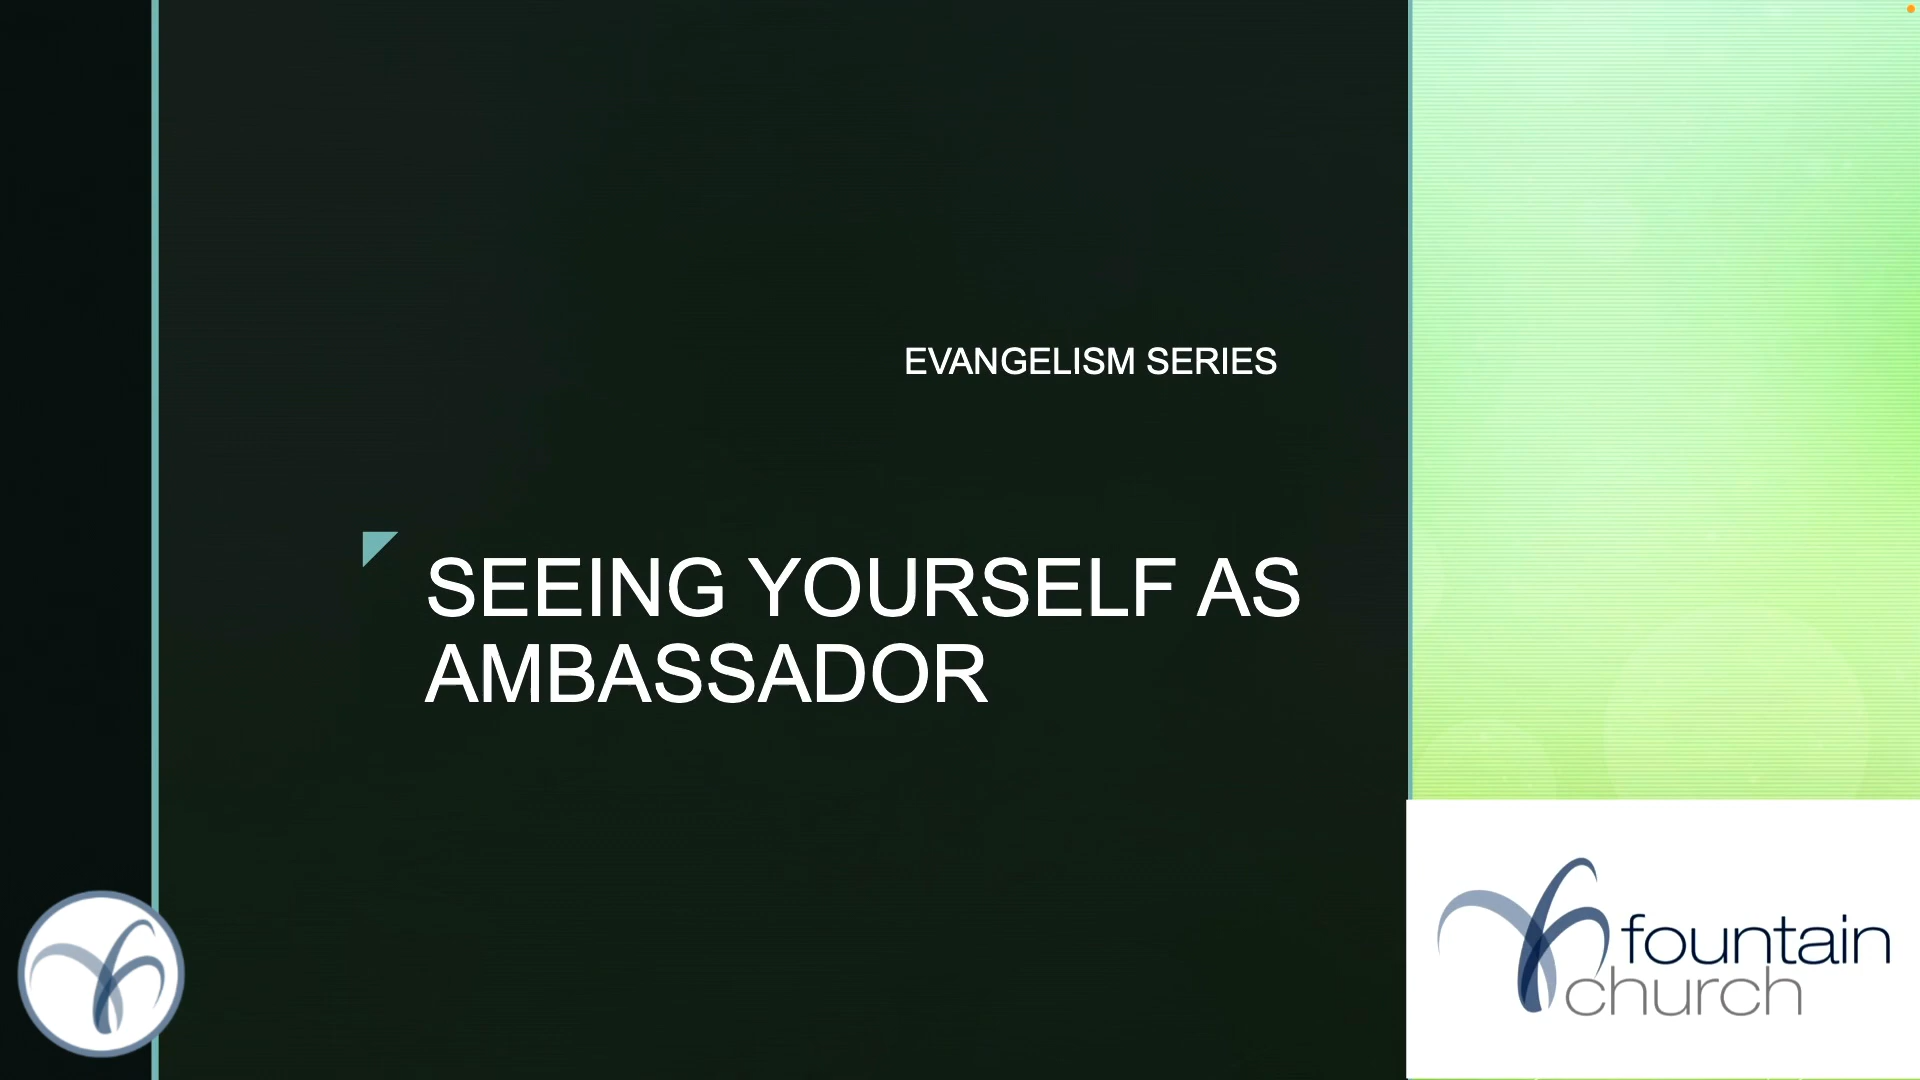 EVANGELISM SERIES
SEEING YOURSELF AS
AMBASSADOR
fountain
church